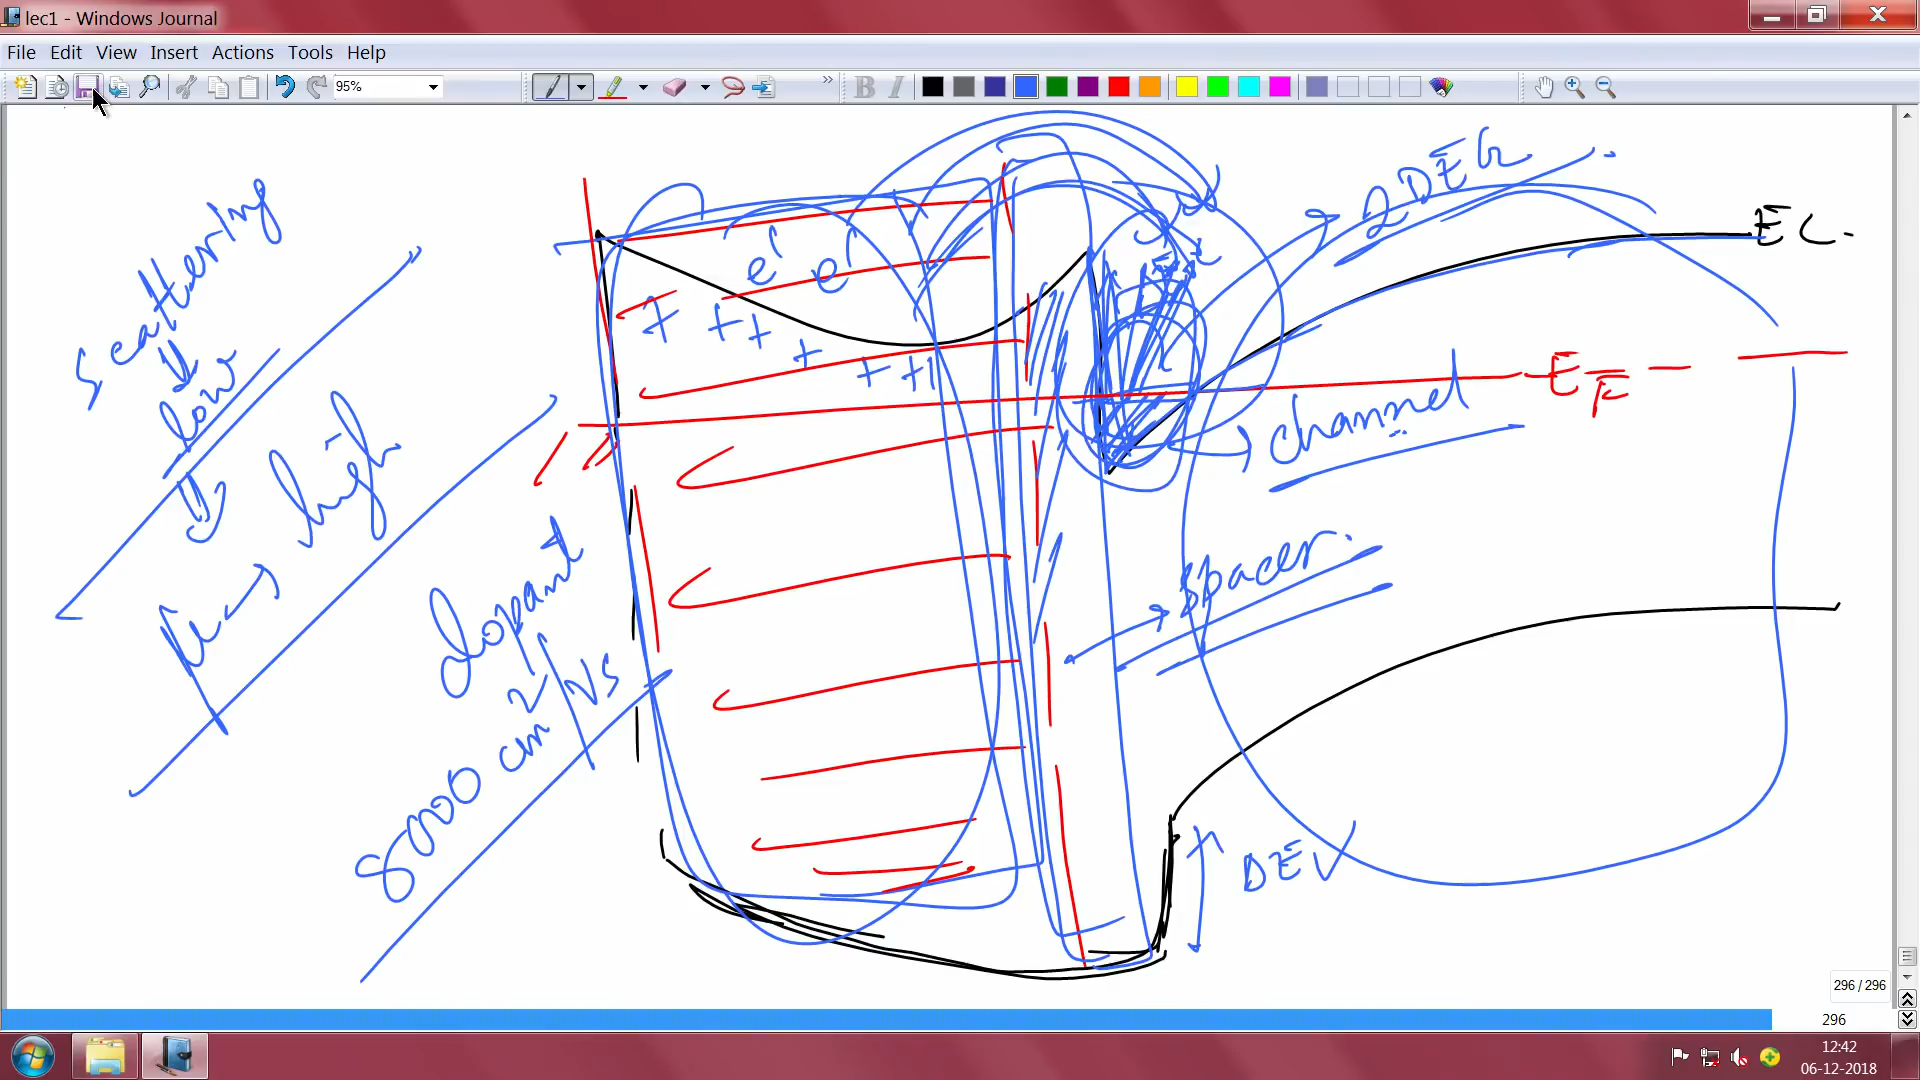 lec1 - Windows Journal
File Edit View Insert Actions Tools Help
95%
B I
scattering
low
μ → high
dopant
8000 cm2/Vs
e' e'
+ + + + + +
2DEG
EC
EF
channel
spacer
DEV
296 / 296
296
12:42
06-12-2018